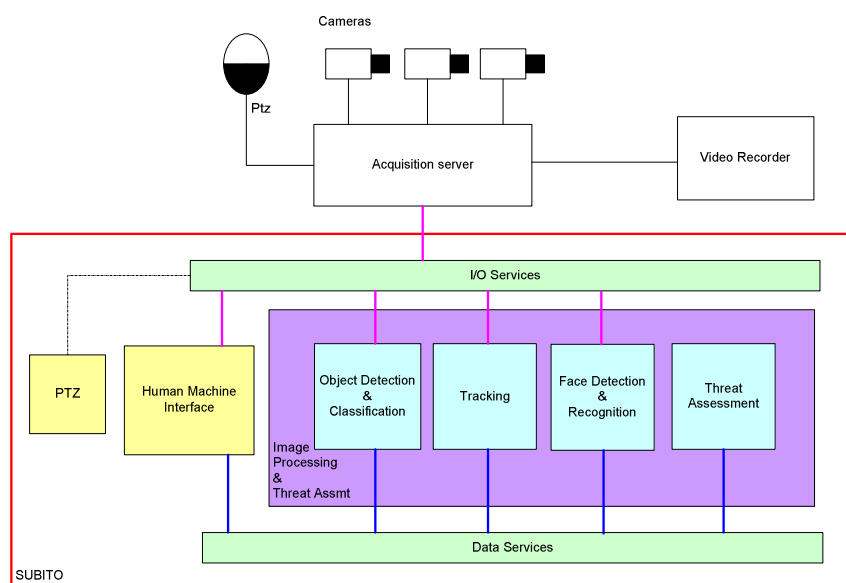 Cameras
Ptz
Acquisition server
Video Recorder
I/O Services
PTZ
Human Machine
Interface
Object Detection
&
Classification
Tracking
Face Detection
&
Recognition
Threat
Assessment
Image
Processing
&
Threat Assmt
Data Services
SUBITO